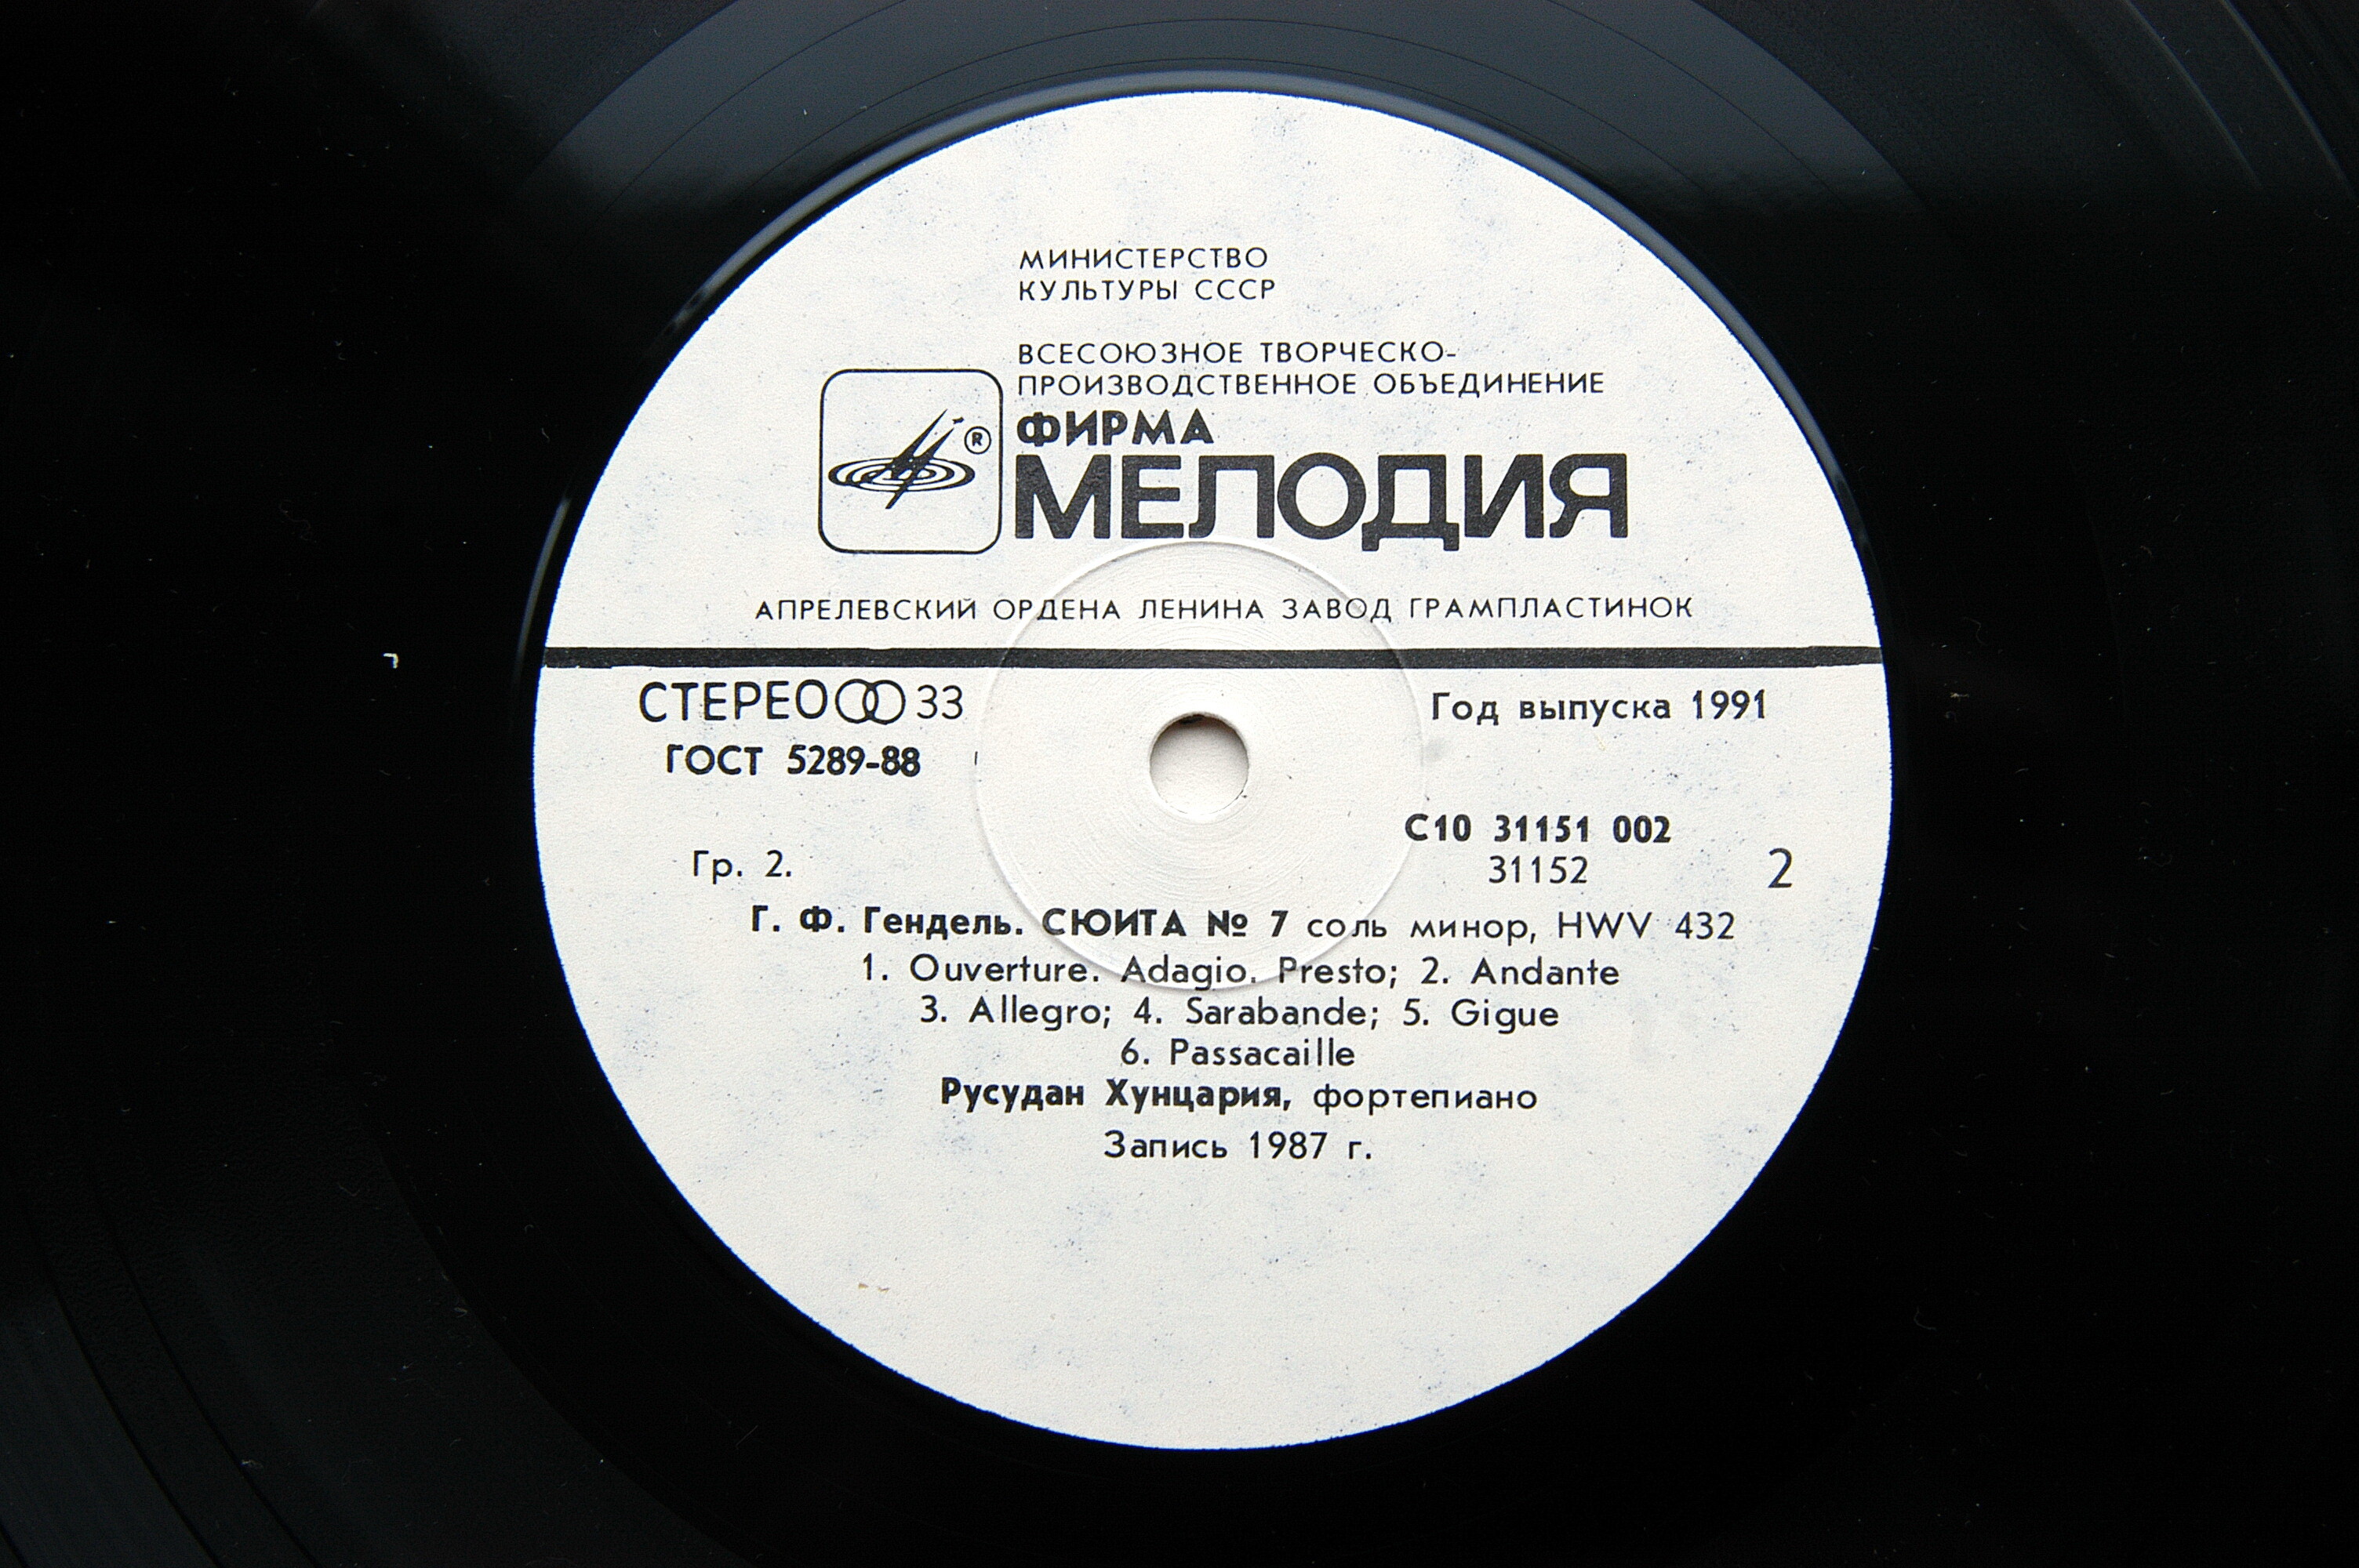 МИНИСТЕРСТВО
КУЛЬТУРЫ СССР
ВСЕСОЮЗНОЕ ТВОРЧЕСКО-
ПРОИЗВОДСТВЕННОЕ ОБЪЕДИНЕНИЕ
®
ФИРМА
МЕЛОДИЯ
АПРЕЛЕВСКИЙ ОРДЕНА ЛЕНИНА ЗАВОД ГРАМПЛАСТИНОК
СТЕРЕО 33
Год выпуска 1991
ГОСТ 5289-88
С10 31151 002
Гр. 2.
31152
2
Г. Ф. Гендель. СЮИТА № 7 соль минор, HWV 432
1. Ouverture. Adagio. Presto; 2. Andante
3. Allegro; 4. Sarabande; 5. Gigue
6. Passacaille
Русудан Хунцария, фортепиано
Запись 1987 г.